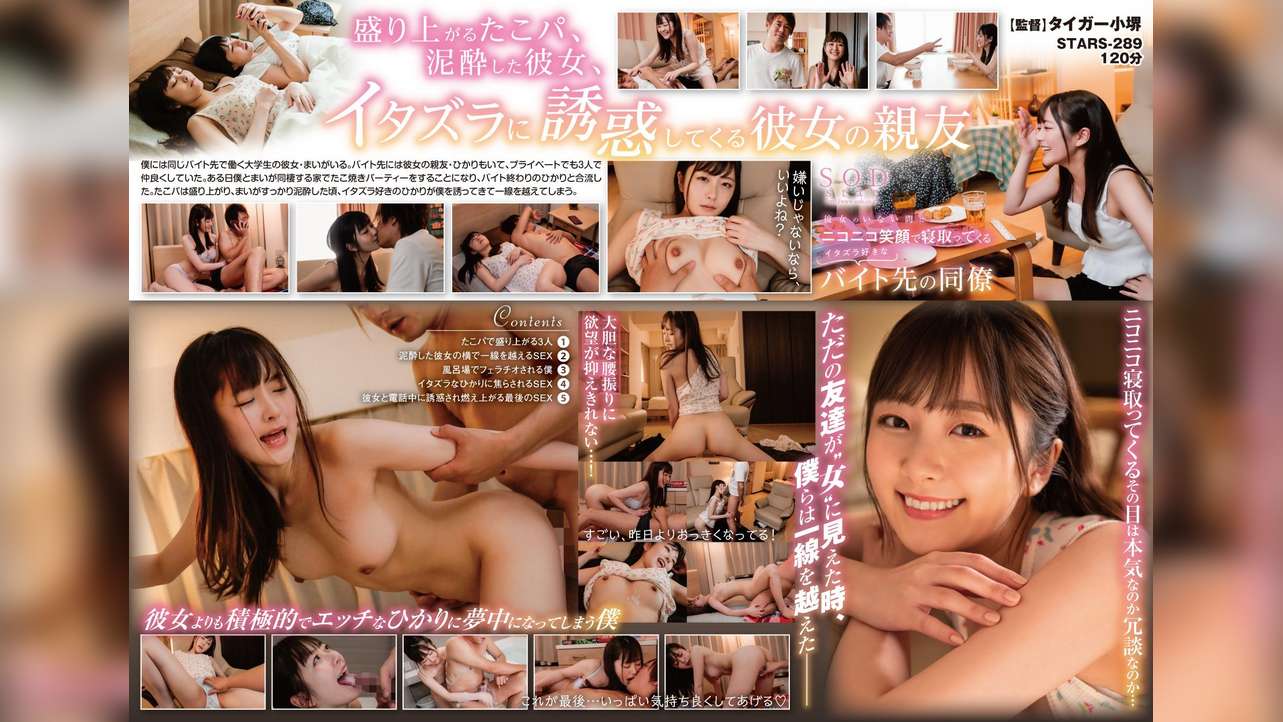 盛り上がるたこパ、
泥酔した彼女、
イタズラに誘惑してくる彼女の親友
【監督】タイガー小堺
STARS-289
120分
僕には同じバイト先で働く大学生の彼女・まいがいる。バイト先には彼女の親友・ひかりもいて、プライベートでも3人で
仲良くしていた。ある日僕とまいが同棲する家でたこ焼きパーティーをすることになり、バイト終わりのひかりと合流し
た。たこパは盛り上がり、まいがすっかり泥酔した頃、イタズラ好きのひかりが僕を誘ってきて一線を越えてしまう。
嫌いじゃないなら、
いいよね?
S.O.D
彼女のいない間に
ニコニコ笑顔で寝取ってくる
イタズラ好きな
バイト先の同僚
Contents
たこパで盛り上がる3人 1
泥酔した彼女の横で一線を越えるSEX 2
風呂場でフェラチオされる僕 3
イタズラなひかりに焦らされるSEX 4
彼女と電話中に誘惑され燃え上がる最後のSEX 5
大胆な腰振りに
欲望が抑えきれない…!
すごい、昨日よりおっきくなってる!
ただの友達が“女”に見えた時、
僕らは一線を越えた――
ニコニコ寝取ってくるその目は本気なのか冗談なのか…
彼女よりも積極的でエッチなひかりに夢中になってしまう僕
これが最後…いっぱい気持ち良くしてあげる♡